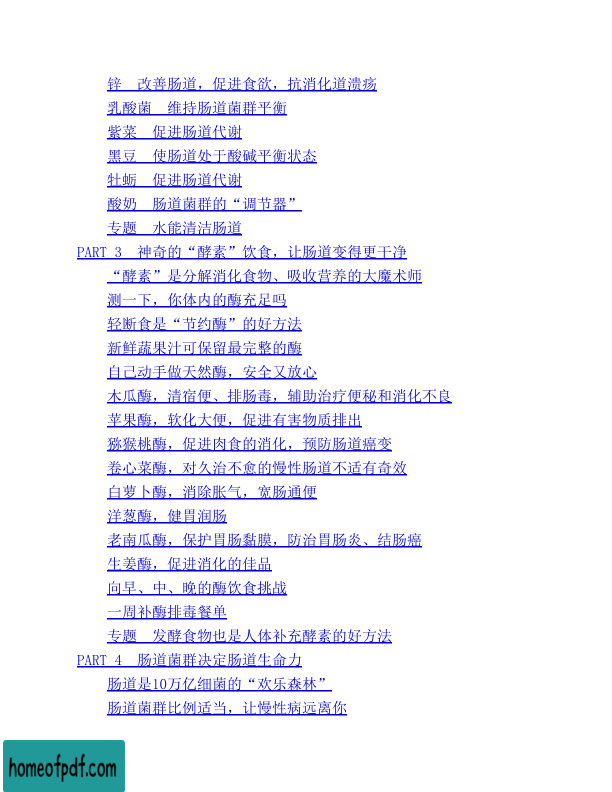 锌　改善肠道，促进食欲，抗消化道溃疡
乳酸菌　维持肠道菌群平衡
紫菜　促进肠道代谢
黑豆　使肠道处于酸碱平衡状态
牡蛎　促进肠道代谢
酸奶　肠道菌群的“调节器”
专题　水能清洁肠道
PART 3　神奇的“酵素”饮食，让肠道变得更干净
“酵素”是分解消化食物、吸收营养的大魔术师
测一下，你体内的酶充足吗
轻断食是“节约酶”的好方法
新鲜蔬果汁可保留最完整的酶
自己动手做天然酶，安全又放心
木瓜酶，清宿便、排肠毒，辅助治疗便秘和消化不良
苹果酶，软化大便，促进有害物质排出
猕猴桃酶，促进肉食的消化，预防肠道癌变
卷心菜酶，对久治不愈的慢性肠道不适有奇效
白萝卜酶，消除胀气，宽肠通便
洋葱酶，健胃润肠
老南瓜酶，保护胃肠黏膜，防治胃肠炎、结肠癌
生姜酶，促进消化的佳品
向早、中、晚的酶饮食挑战
一周补酶排毒餐单
专题　发酵食物也是人体补充酵素的好方法
PART 4　肠道菌群决定肠道生命力
肠道是10万亿细菌的“欢乐森林”
肠道菌群比例适当，让慢性病远离你
homeofpdf.com